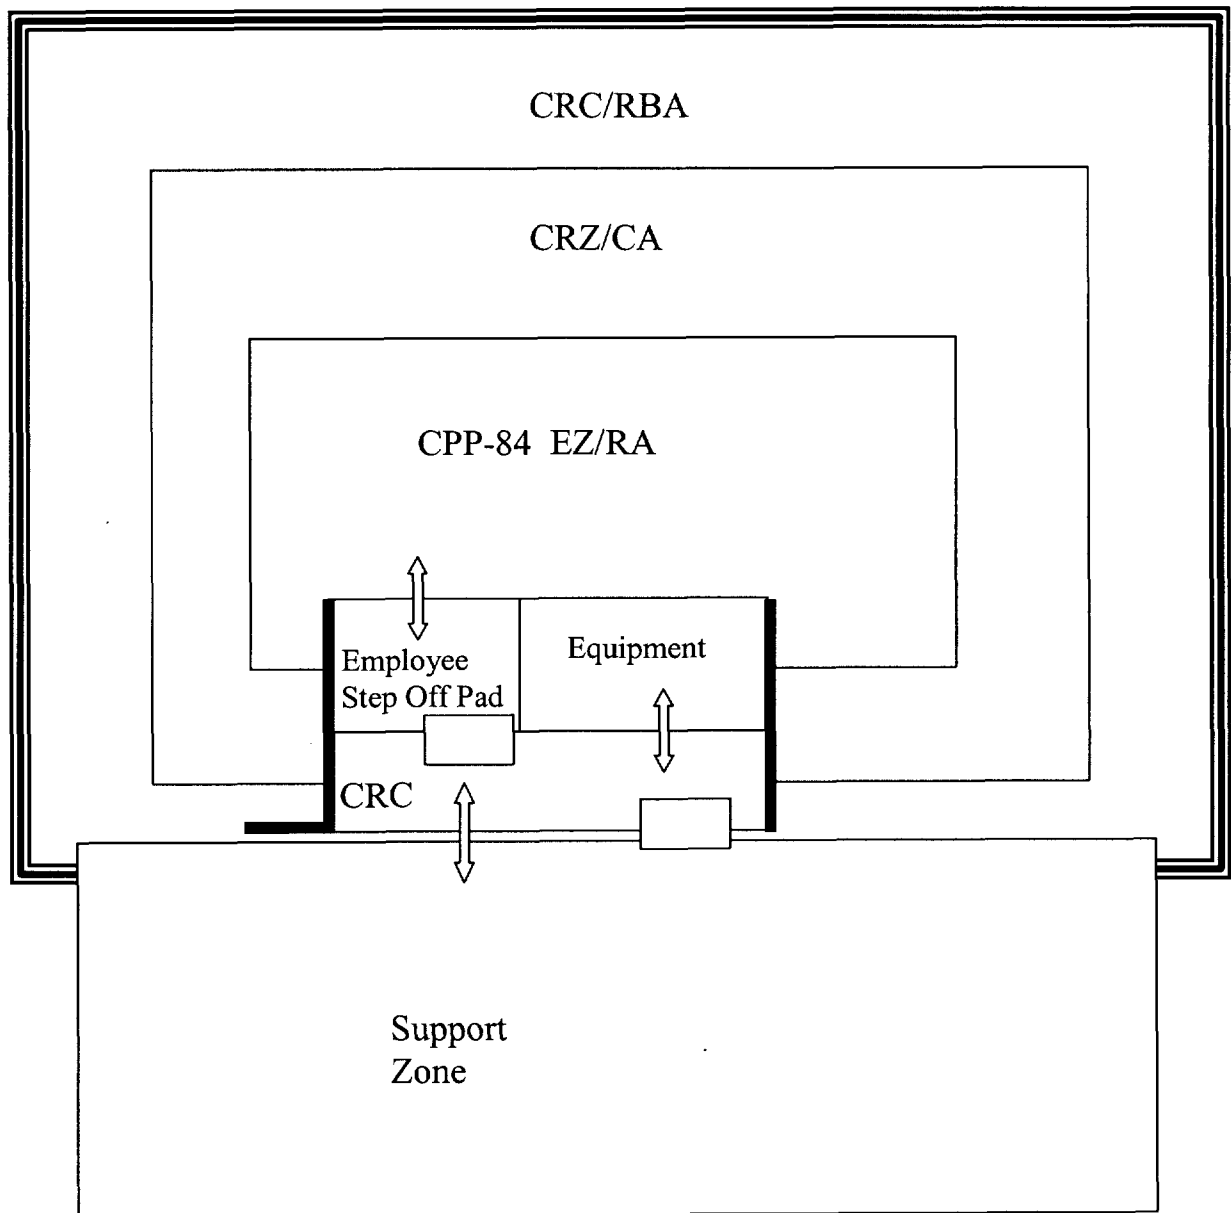 CRC/RBA
CRZ/CA
CPP-84 EZ/RA
Employee
Step Off Pad
Equipment
CRC
Support
Zone